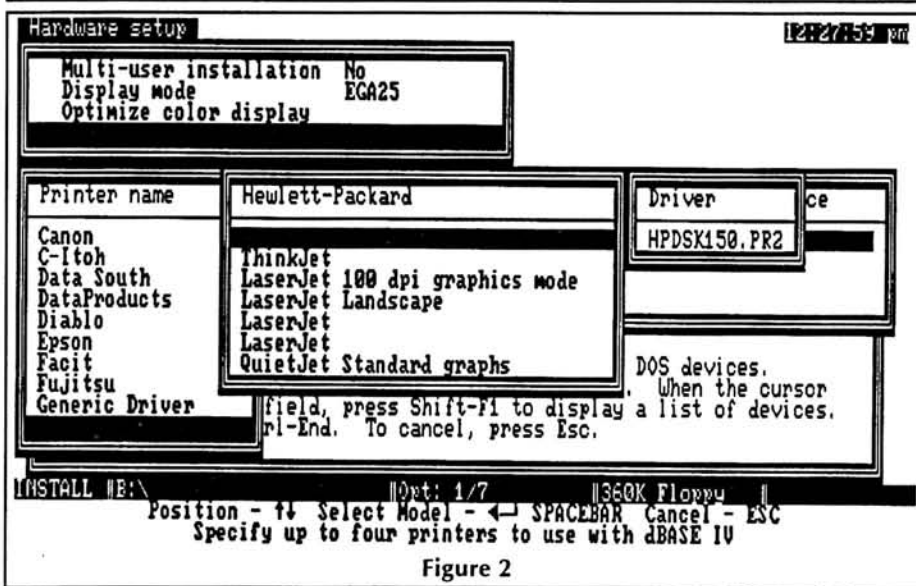 Hardware setup
12:27:59 pm
Multi-user installation No
Display mode EGA25
Optimize color display
Printer name
Canon
C-Itoh
Data South
DataProducts
Diablo
Epson
Facit
Fujitsu
Generic Driver
Hewlett-Packard
ThinkJet
LaserJet 100 dpi graphics mode
LaserJet Landscape
LaserJet
LaserJet
QuietJet Standard graphs
Driver
HPDSK150.PR2
ce
DOS devices.
. When the cursor
field, press Shift-F1 to display a list of devices.
rl-End. To cancel, press Esc.
INSTALL B:\ Opt: 1/7 360K Floppy
Position - ↑↓ Select Model - ←┘ SPACEBAR Cancel - ESC
Specify up to four printers to use with dBASE IV
Figure 2